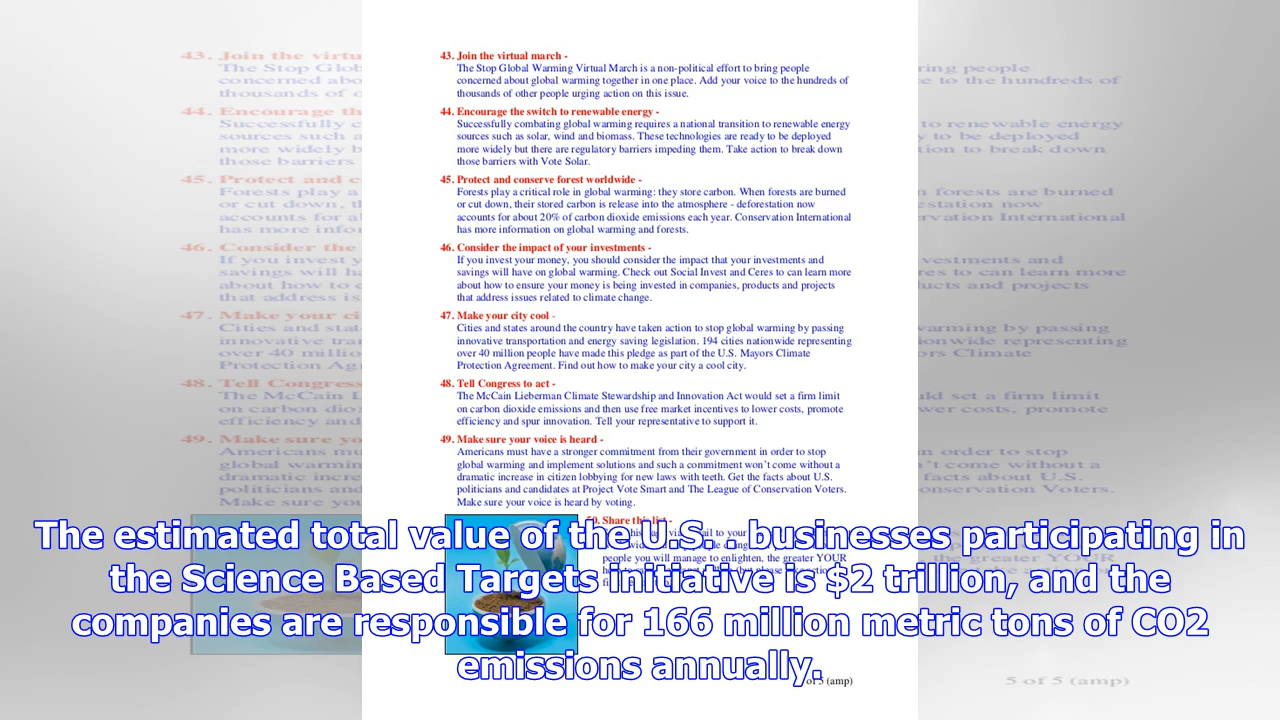 43. Join the virtual march -
The Stop Global Warming Virtual March is a non-political effort to bring people
concerned about global warming together in one place. Add your voice to the hundreds of
thousands of other people urging action on this issue.
44. Encourage the switch to renewable energy -
Successfully combating global warming requires a national transition to renewable energy
sources such as solar, wind and biomass. These technologies are ready to be deployed
more widely but there are regulatory barriers impeding them. Take action to break down
those barriers with Vote Solar.
45. Protect and conserve forest worldwide -
Forests play a critical role in global warming: they store carbon. When forests are burned
or cut down, their stored carbon is release into the atmosphere - deforestation now
accounts for about 20% of carbon dioxide emissions each year. Conservation International
has more information on global warming and forests.
46. Consider the impact of your investments -
If you invest your money, you should consider the impact that your investments and
savings will have on global warming. Check out Social Invest and Ceres to can learn more
about how to ensure your money is being invested in companies, products and projects
that address issues related to climate change.
47. Make your city cool -
Cities and states around the country have taken action to stop global warming by passing
innovative transportation and energy saving legislation. 194 cities nationwide representing
over 40 million people have made this pledge as part of the U.S. Mayors Climate
Protection Agreement. Find out how to make your city a cool city.
48. Tell Congress to act -
The McCain Lieberman Climate Stewardship and Innovation Act would set a firm limit
on carbon dioxide emissions and then use free market incentives to lower costs, promote
efficiency and spur innovation. Tell your representative to support it.
49. Make sure your voice is heard -
Americans must have a stronger commitment from their government in order to stop
global warming and implement solutions and such a commitment won't come without a
dramatic increase in citizen lobbying for new laws with teeth. Get the facts about U.S.
politicians and candidates at Project Vote Smart and The League of Conservation Voters.
Make sure your voice is heard by voting.
50. Share this list -
people you will manage to enlighten, the greater YOUR
The estimated total value of the U.S. . businesses participating in
the Science Based Targets initiative is $2 trillion, and the
companies are responsible for 166 million metric tons of CO2
emissions annually.
of 5 (amp)
5 of 5 (amp)